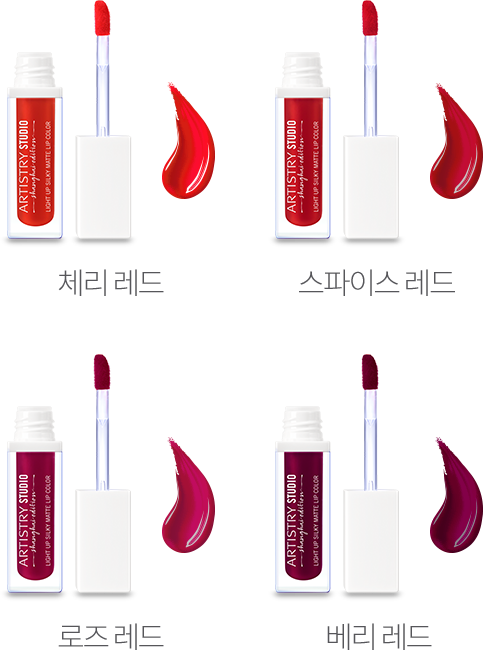 ARTISTRY STUDIO
shanghai edition
LIGHT UP SILKY MATTE LIP COLOR
ARTISTRY STUDIO
shanghai edition
LIGHT UP SILKY MATTE LIP COLOR
체리 레드
스파이스 레드
ARTISTRY STUDIO
shanghai edition
LIGHT UP SILKY MATTE LIP COLOR
ARTISTRY STUDIO
shanghai edition
LIGHT UP SILKY MATTE LIP COLOR
로즈 레드
베리 레드